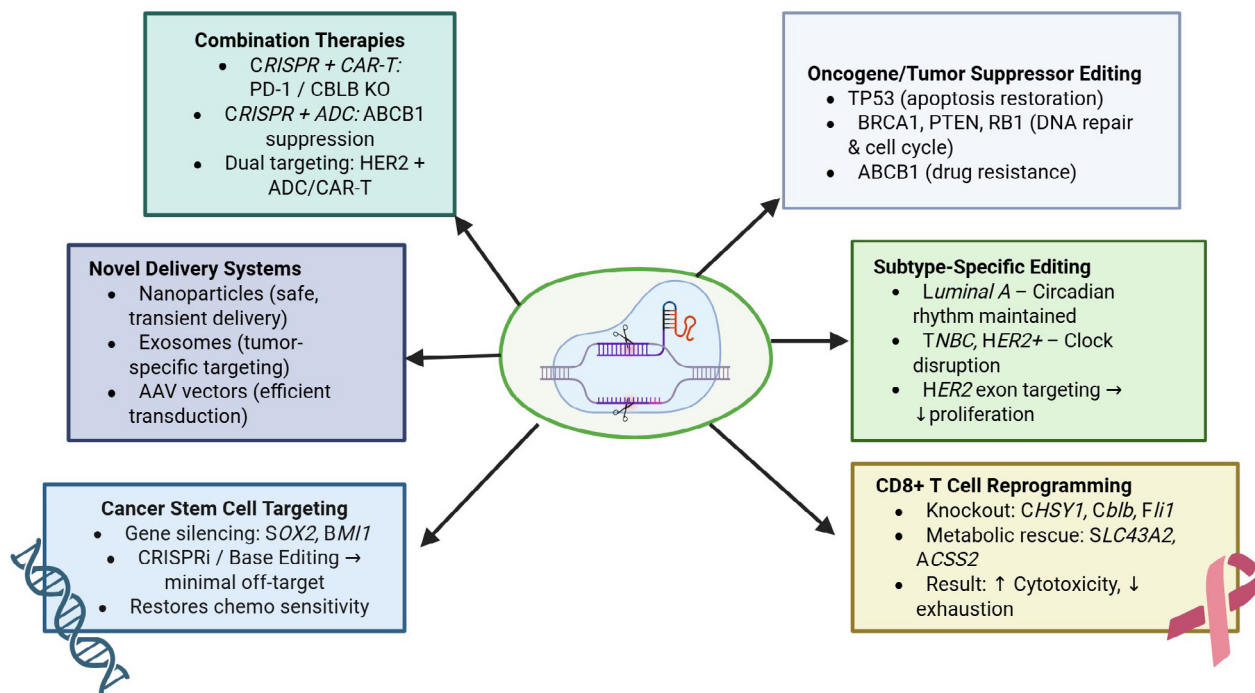 Combination Therapies
• CRISPR + CAR-T:
PD-1 / CBLB KO
• CRISPR + ADC: ABCB1
suppression
• Dual targeting: HER2 +
ADC/CAR-T
Oncogene/Tumor Suppressor Editing
• TP53 (apoptosis restoration)
• BRCA1, PTEN, RB1 (DNA repair
& cell cycle)
• ABCB1 (drug resistance)
Novel Delivery Systems
• Nanoparticles (safe,
transient delivery)
• Exosomes (tumor-
specific targeting)
• AAV vectors (efficient
transduction)
Subtype-Specific Editing
• Luminal A – Circadian
rhythm maintained
• TNBC, HER2+ – Clock
disruption
• HER2 exon targeting →
↓proliferation
Cancer Stem Cell Targeting
• Gene silencing: SOX2, BMI1
• CRISPRi / Base Editing →
minimal off-target
• Restores chemo sensitivity
CD8+ T Cell Reprogramming
• Knockout: CHSY1, Cblb, Fli1
• Metabolic rescue: SLC43A2,
ACSS2
• Result: ↑ Cytotoxicity, ↓
exhaustion